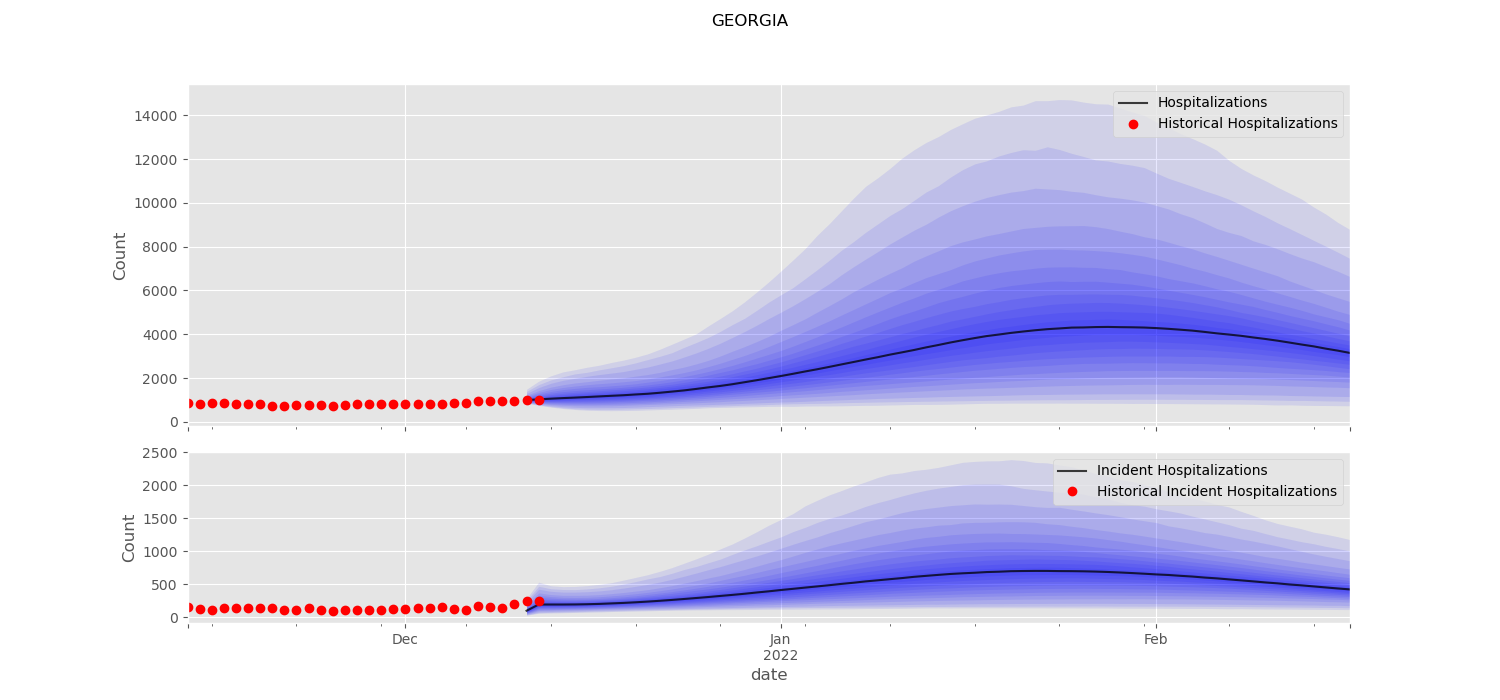 GEORGIA
14000
12000
10000
8000
6000
4000
2000
0
Count
Hospitalizations
Historical Hospitalizations
2500
2000
1500
1000
500
0
Count
Incident Hospitalizations
Historical Incident Hospitalizations
Dec
Jan
2022
Feb
date